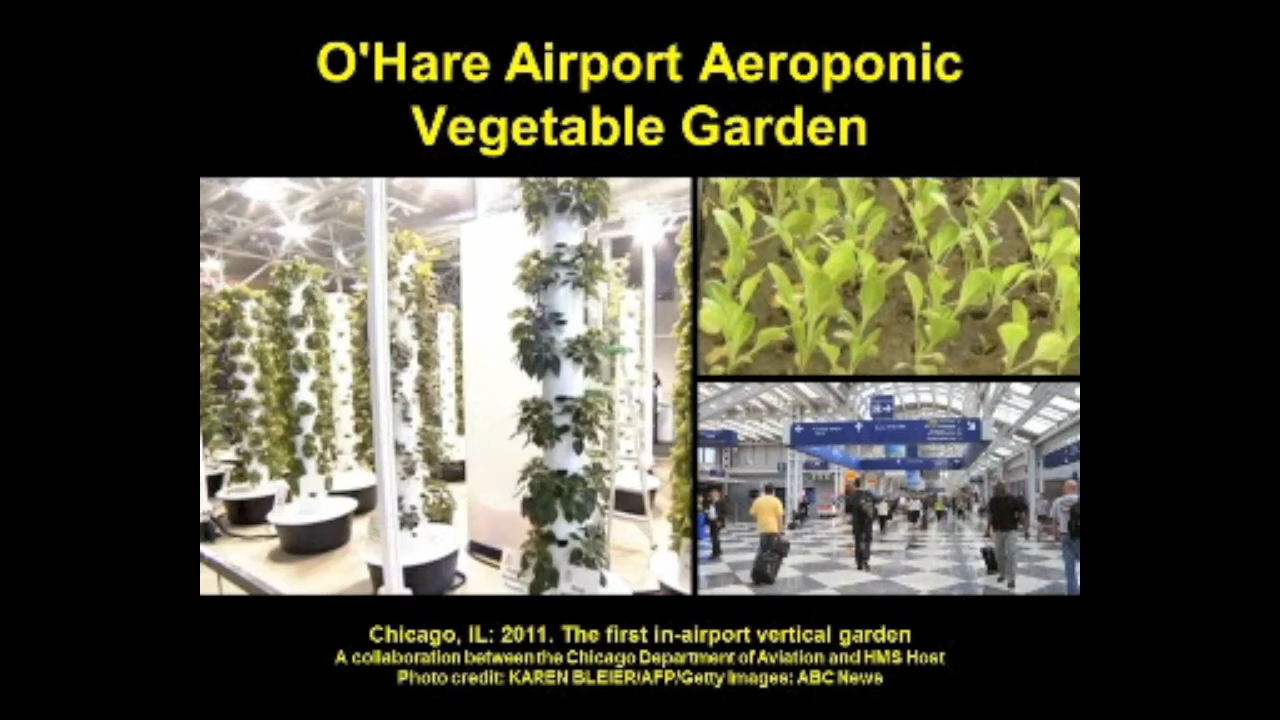 O'Hare Airport Aeroponic
Vegetable Garden
Chicago, IL: 2011. The first in-airport vertical garden
A collaboration between the Chicago Department of Aviation and HMS Host
Photo credit: KAREN BLEIER/AFP/Getty Images: ABC News